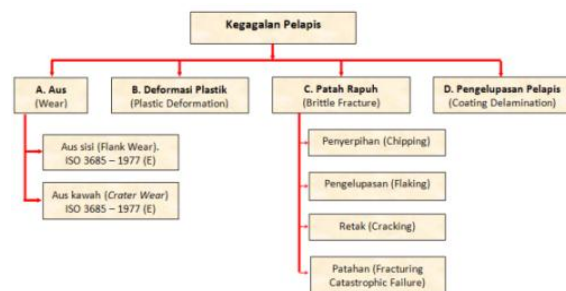 Kegagalan Pelapis
A. Aus
(Wear)
B. Deformasi Plastik
(Plastic Deformation)
C. Patah Rapuh
(Brittle Fracture)
D. Pengelupasan Pelapis
(Coating Delamination)
Aus sisi (Flank Wear).
ISO 3685 – 1977 (E)
Aus kawah (Crater Wear)
ISO 3685 – 1977 (E)
Penyerpihan (Chipping)
Pengelupasan (Flaking)
Retak (Cracking)
Patahan (Fracturing
Catastrophic Failure)